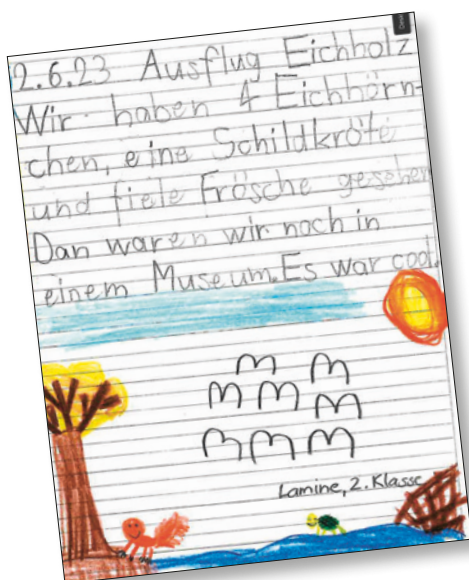 2.6.23 Ausflug Eichholz
Wir haben 4 Eichhörn-
chen, eine Schildkröte
und fiele Frösche gesehen
Dan waren wir noch in
einem Museum. Es war cool.
Lamine, 2. Klasse